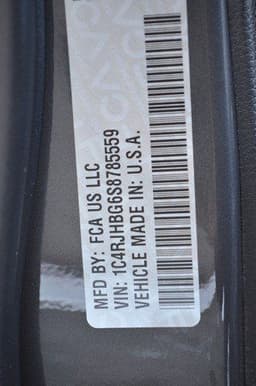 MFD BY: FCA US LLC
VIN: 1C4RJHBG6S8785559
VEHICLE MADE IN: U.S.A.